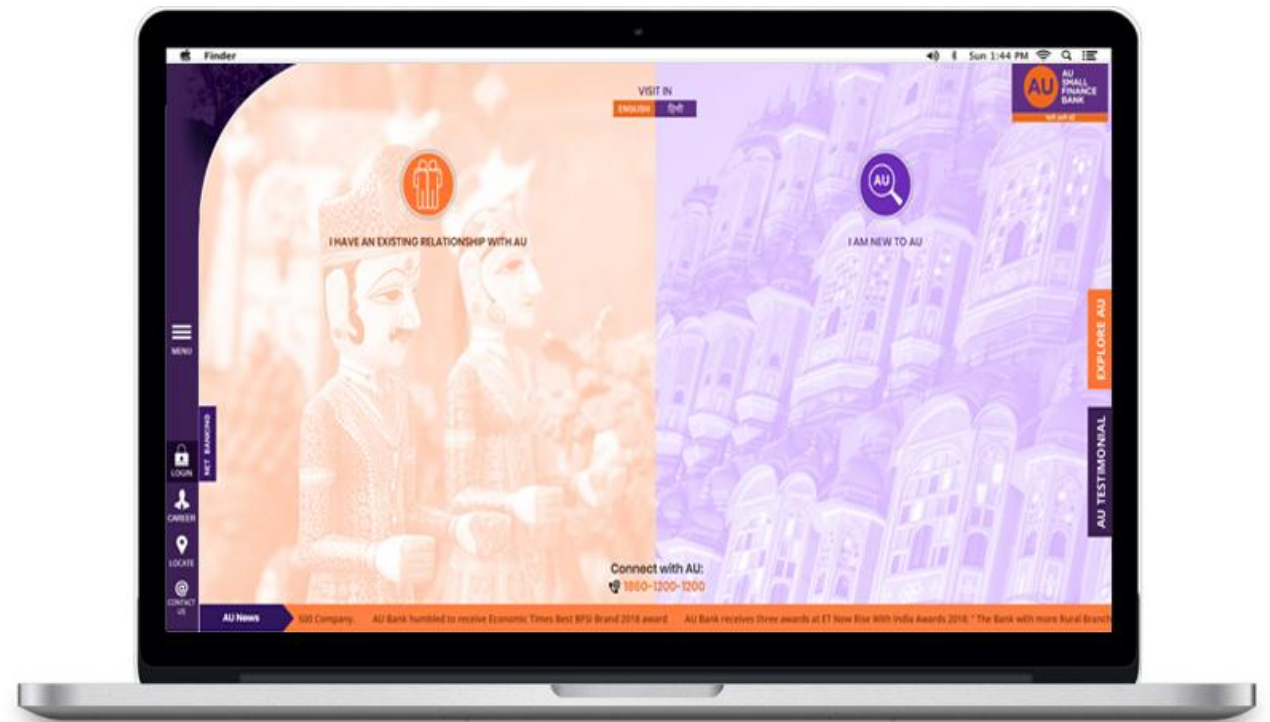 Finder
Sun 1:44 PM
VISIT IN
ENGLISH हिन्दी
AU
AU
SMALL
FINANCE
BANK
AU
I HAVE AN EXISTING RELATIONSHIP WITH AU
I AM NEW TO AU
MENU
NET BANKING
LOGIN
CAREER
LOCATE
CONTACT
US
EXPLORE AU
AU TESTIMONIAL
Connect with AU:
1860-1200-1200
AU News
500 Company. AU Bank humbled to receive Economic Times Best BFSI Brand 2018 award AU Bank receives three awards at ET Now Rise With India Awards 2018: " The Bank with more Rural Branch